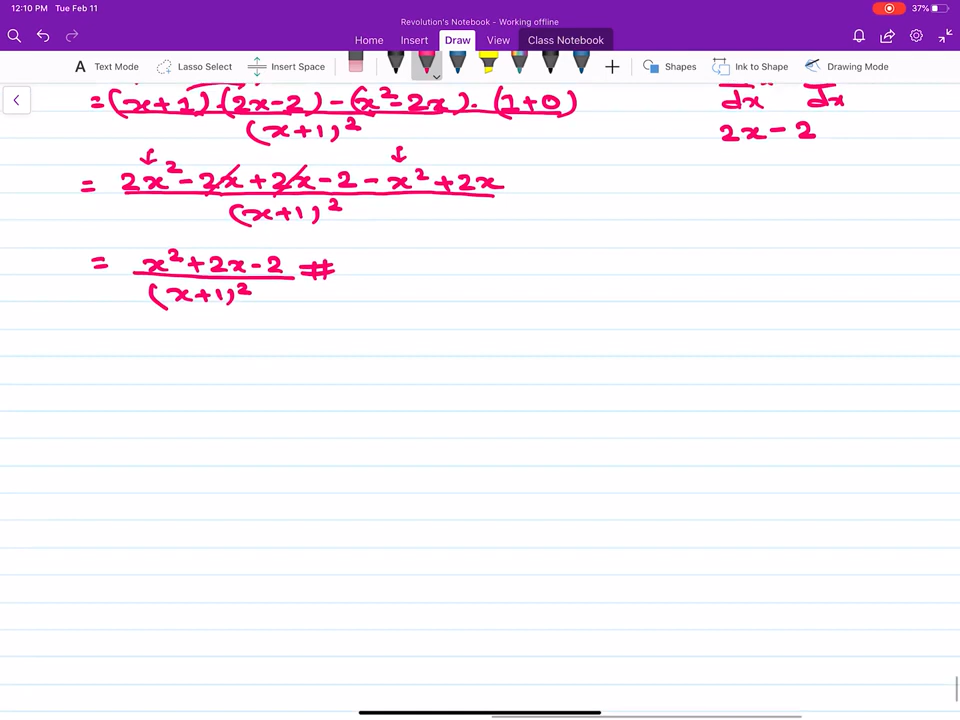 12:10 PM Tue Feb 11
37%
Revolution's Notebook - Working offline
Home Insert Draw View Class Notebook
A Text Mode Lasso Select Insert Space Shapes Ink to Shape Drawing Mode
= (x+1)·(2x-2) - (x²-2x)·(1+0)
(x+1)²
dx dx
2x-2
= 2x² - 2x + 2x - 2 - x² + 2x
(x+1)²
= x²+2x-2 #
(x+1)²